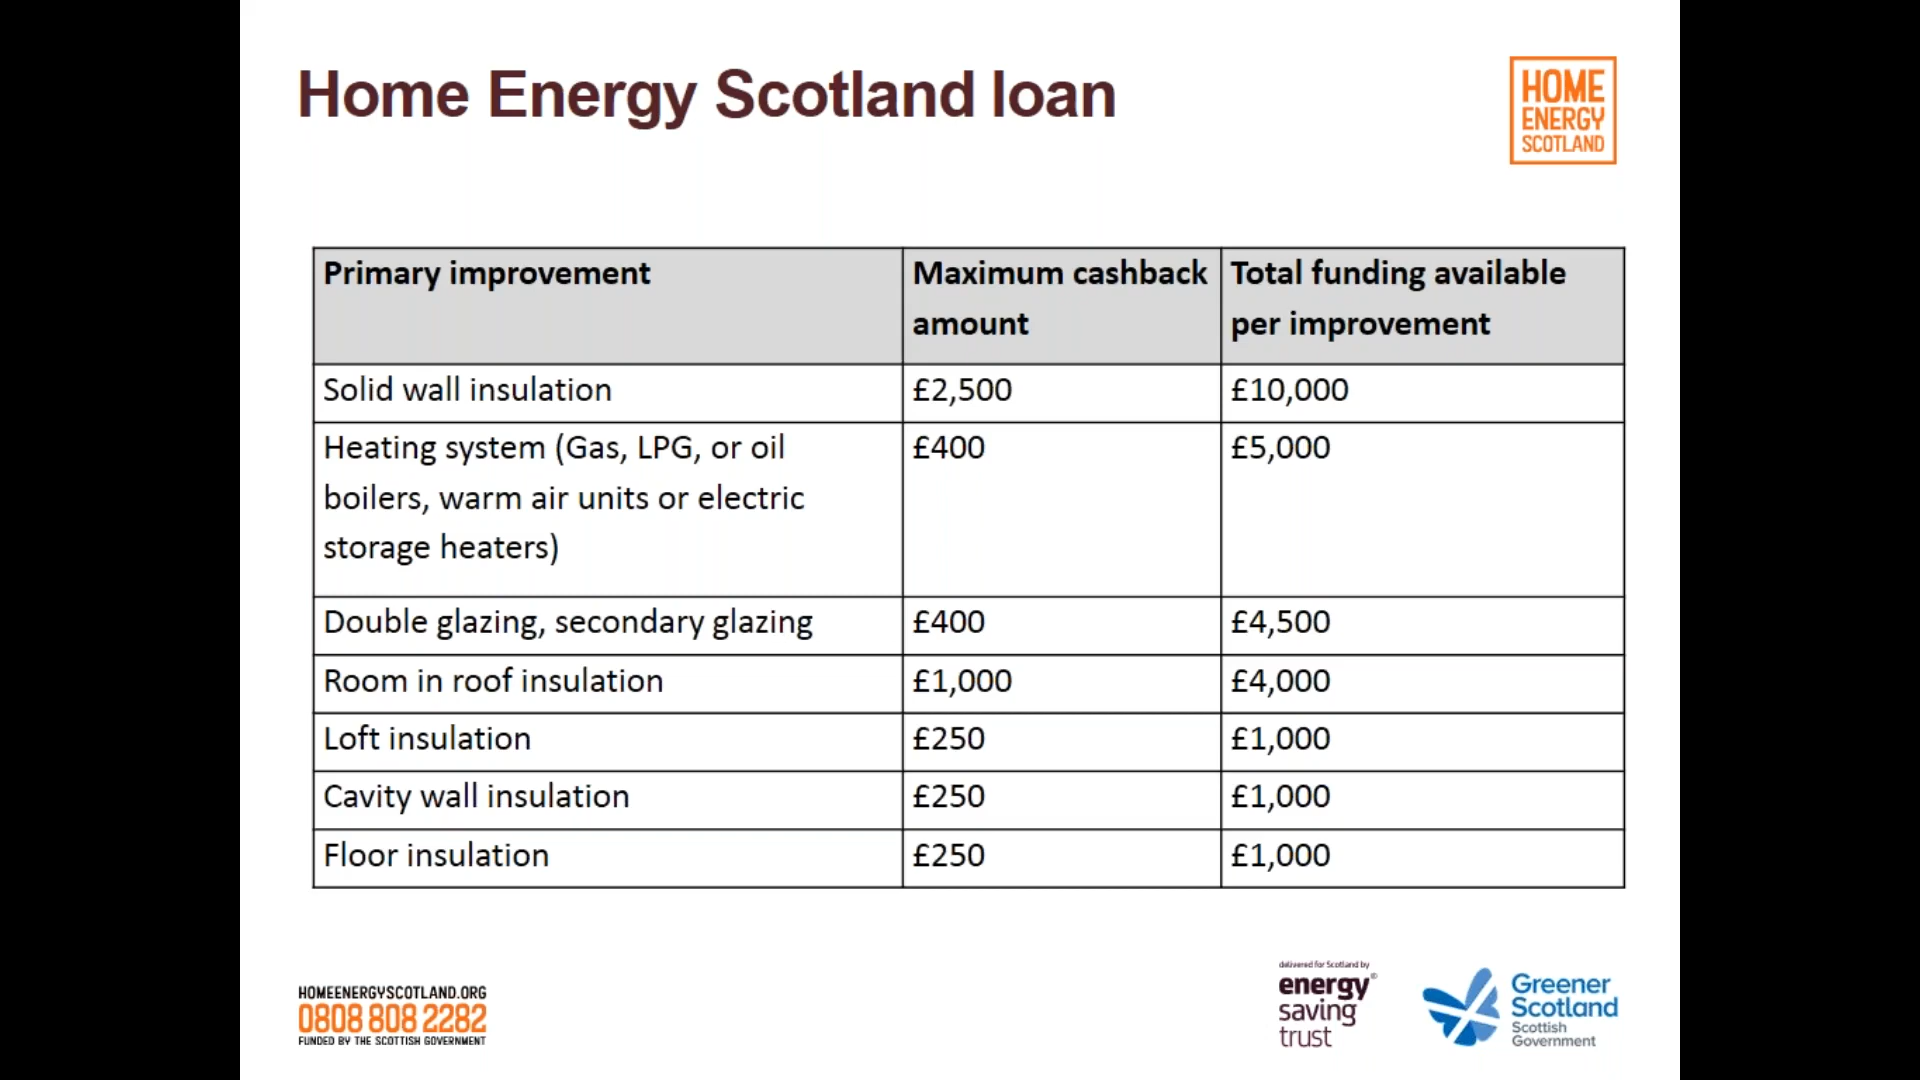 Home Energy Scotland loan
HOME
ENERGY
SCOTLAND
Primary improvement
Maximum cashback
amount
Total funding available
per improvement
Solid wall insulation
£2,500
£10,000
Heating system (Gas, LPG, or oil
boilers, warm air units or electric
storage heaters)
£400
£5,000
Double glazing, secondary glazing
£400
£4,500
Room in roof insulation
£1,000
£4,000
Loft insulation
£250
£1,000
Cavity wall insulation
£250
£1,000
Floor insulation
£250
£1,000
HOMEENERGYSCOTLAND.ORG
0808 808 2282
FUNDED BY THE SCOTTISH GOVERNMENT
delivered for Scotland by
energy
saving
trust
Greener
Scotland
Scottish
Government